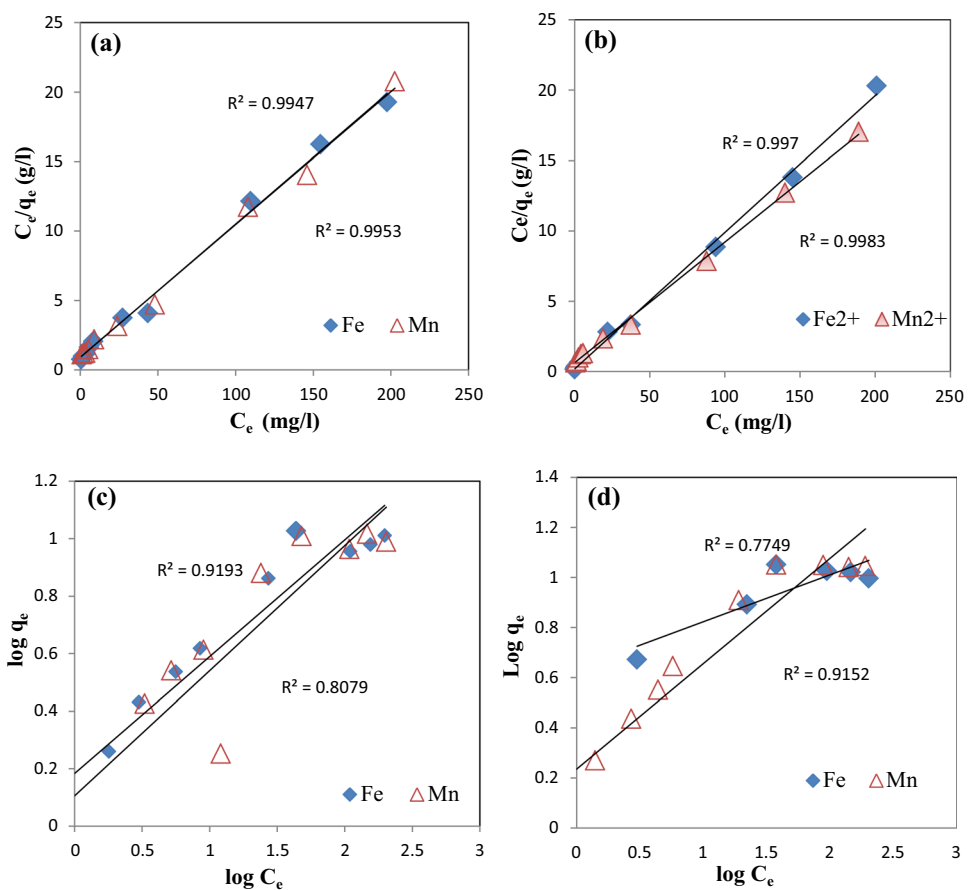 (a)
25
20
15
10
5
0
0 50 100 150 200 250
R² = 0.9947
R² = 0.9953
Fe Mn
Cₑ/qₑ (g/l)
Cₑ (mg/l)
(b)
25
20
15
10
5
0
0 50 100 150 200 250
R² = 0.997
R² = 0.9983
Fe2+ Mn2+
Ce/qₑ (g/l)
Cₑ (mg/l)
(c)
1.2
1
0.8
0.6
0.4
0.2
0
0 0.5 1 1.5 2 2.5 3
R² = 0.9193
R² = 0.8079
Fe Mn
log qₑ
log Cₑ
(d)
1.4
1.2
1
0.8
0.6
0.4
0.2
0
0 0.5 1 1.5 2 2.5 3
R² = 0.7749
R² = 0.9152
Fe Mn
Log qₑ
log Cₑ